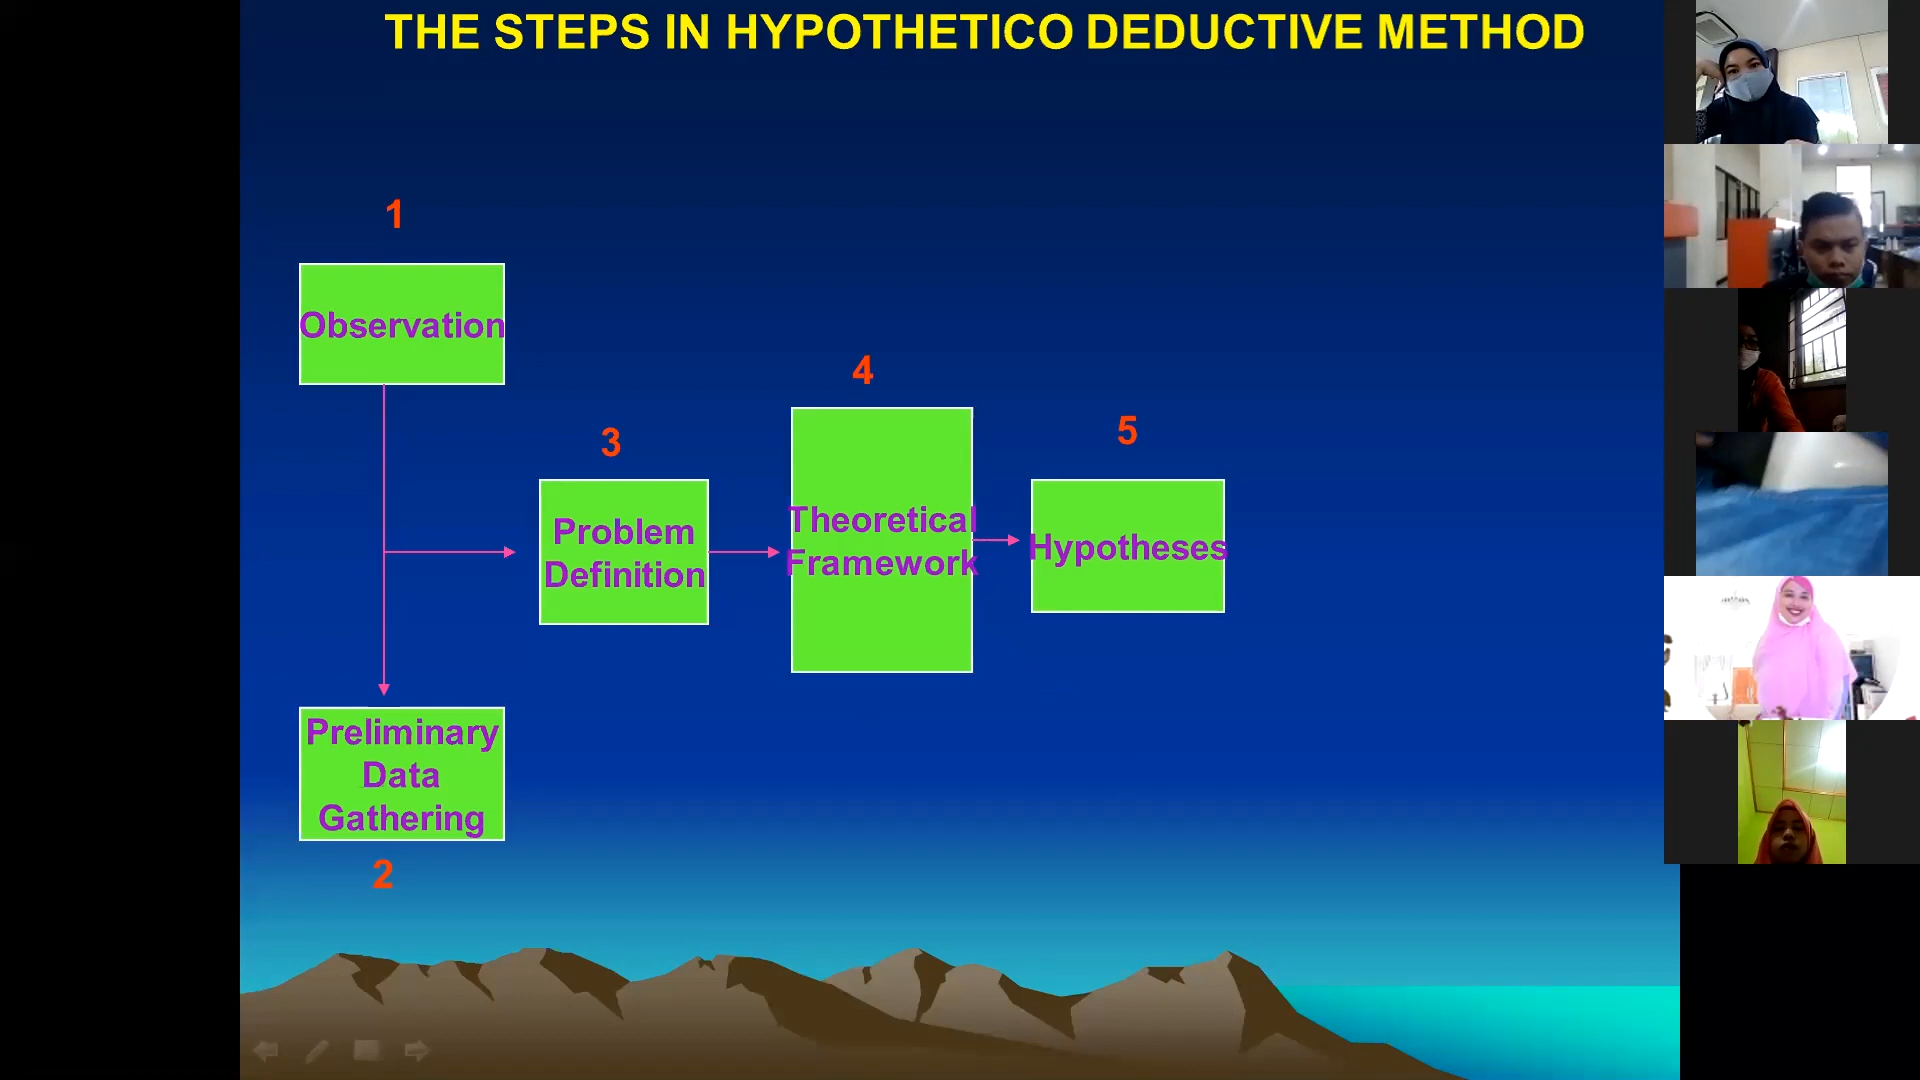 THE STEPS IN HYPOTHETICO DEDUCTIVE METHOD
1
Observation
2
Preliminary
Data
Gathering
3
Problem
Definition
4
Theoretical
Framework
5
Hypotheses